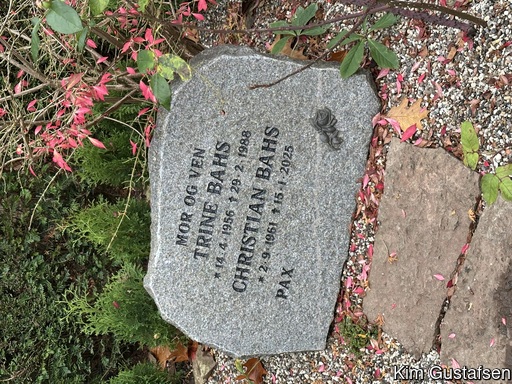 MOR OG VEN
TRINE BAHS
* 14. 4. 1956 † 29. 2. 1988
CHRISTIAN BAHS
* 2. 9. 1951 † 15. 1. 2025
PAX
Kim Gustafsen